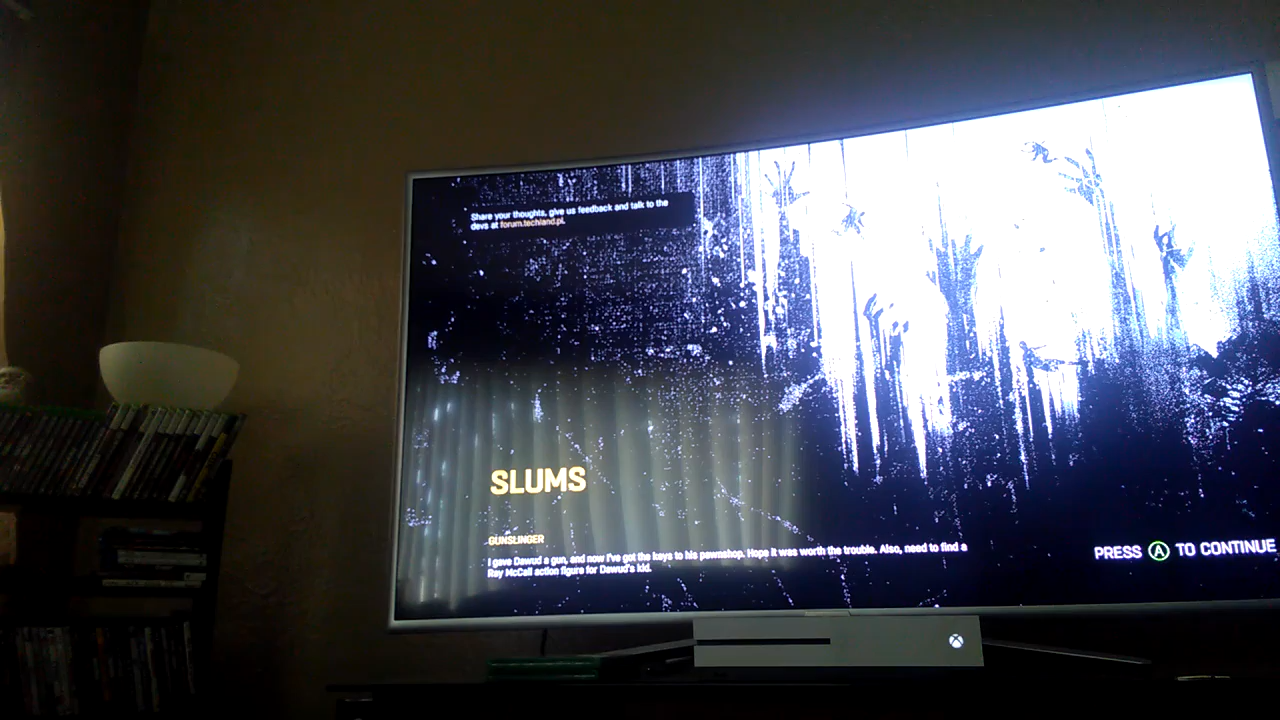 Share your thoughts, give us feedback and talk to the
devs at forum.techland.pl.
SLUMS
GUNSLINGER
I gave Dawud a gun, and now I've got the keys to his pawnshop. Hope it was worth the trouble. Also, need to find a
Ray McCall action figure for Dawud's kid.
PRESS A TO CONTINUE